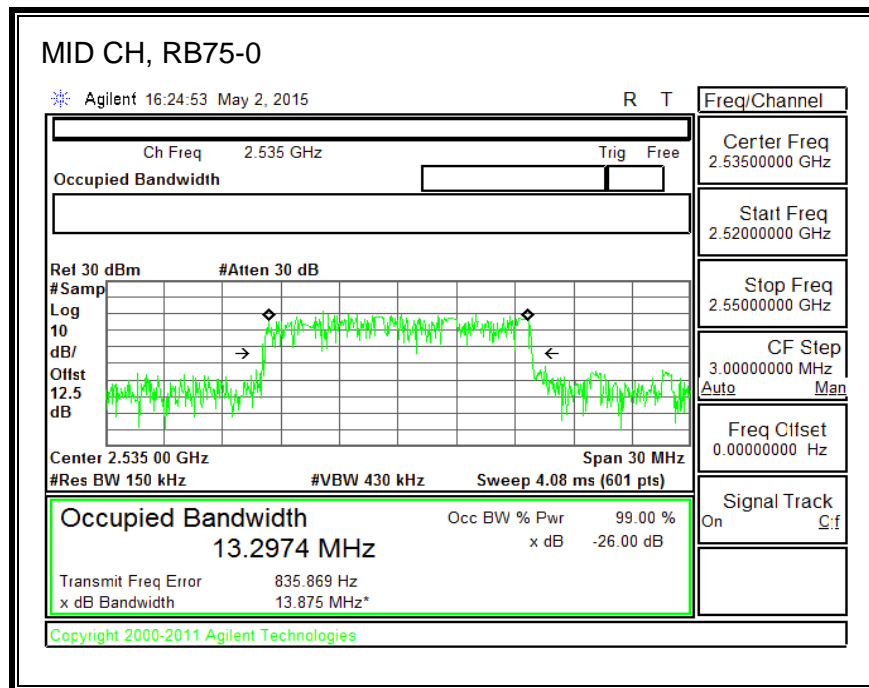 MID CH, RB75-0
Agilent 16:24:53 May 2, 2015 R T
Freq/Channel
Ch Freq 2.535 GHz Trig Free
Occupied Bandwidth
Center Freq
2.53500000 GHz
Start Freq
2.52000000 GHz
Stop Freq
2.55000000 GHz
CF Step
3.00000000 MHz
Auto Man
Freq Offset
0.00000000 Hz
Signal Track
On Off
Ref 30 dBm #Atten 30 dB
#Samp
Log
10
dB/
Offst
12.5
dB
Center 2.535 00 GHz Span 30 MHz
#Res BW 150 kHz #VBW 430 kHz Sweep 4.08 ms (601 pts)
Occupied Bandwidth Occ BW % Pwr 99.00 %
13.2974 MHz x dB -26.00 dB
Transmit Freq Error 835.869 Hz
x dB Bandwidth 13.875 MHz*
Copyright 2000-2011 Agilent Technologies